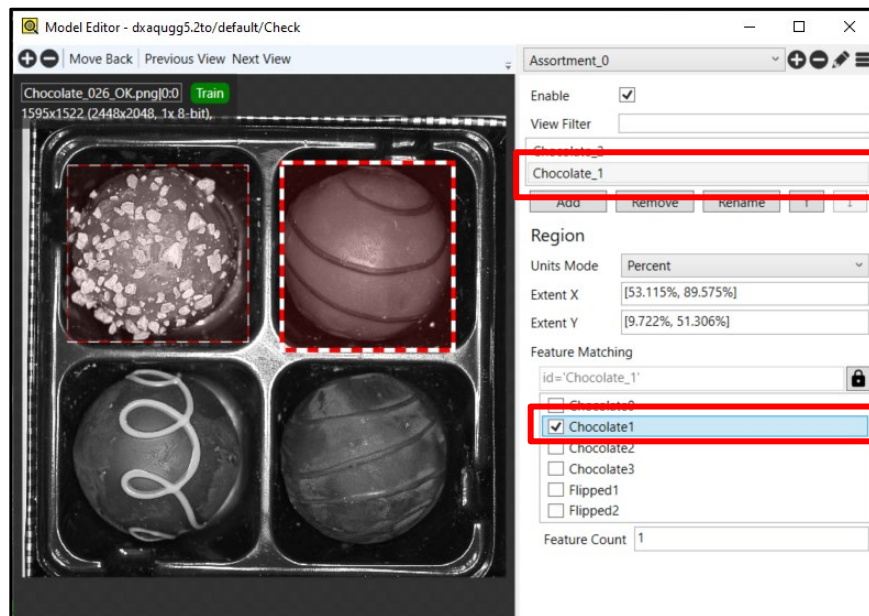 Model Editor - dxaqugg5.2to/default/Check
Move Back Previous View Next View
Chocolate_026_OK.png|0:0 Train
1595x1522 (2448x2048, 1x 8-bit),
Assortment_0
Enable
View Filter
Chocolate_2
Chocolate_1
Add Remove Rename
Region
Units Mode Percent
Extent X [53.115%, 89.575%]
Extent Y [9.722%, 51.306%]
Feature Matching
id='Chocolate_1'
Chocolate0
Chocolate1
Chocolate2
Chocolate3
Flipped1
Flipped2
Feature Count 1